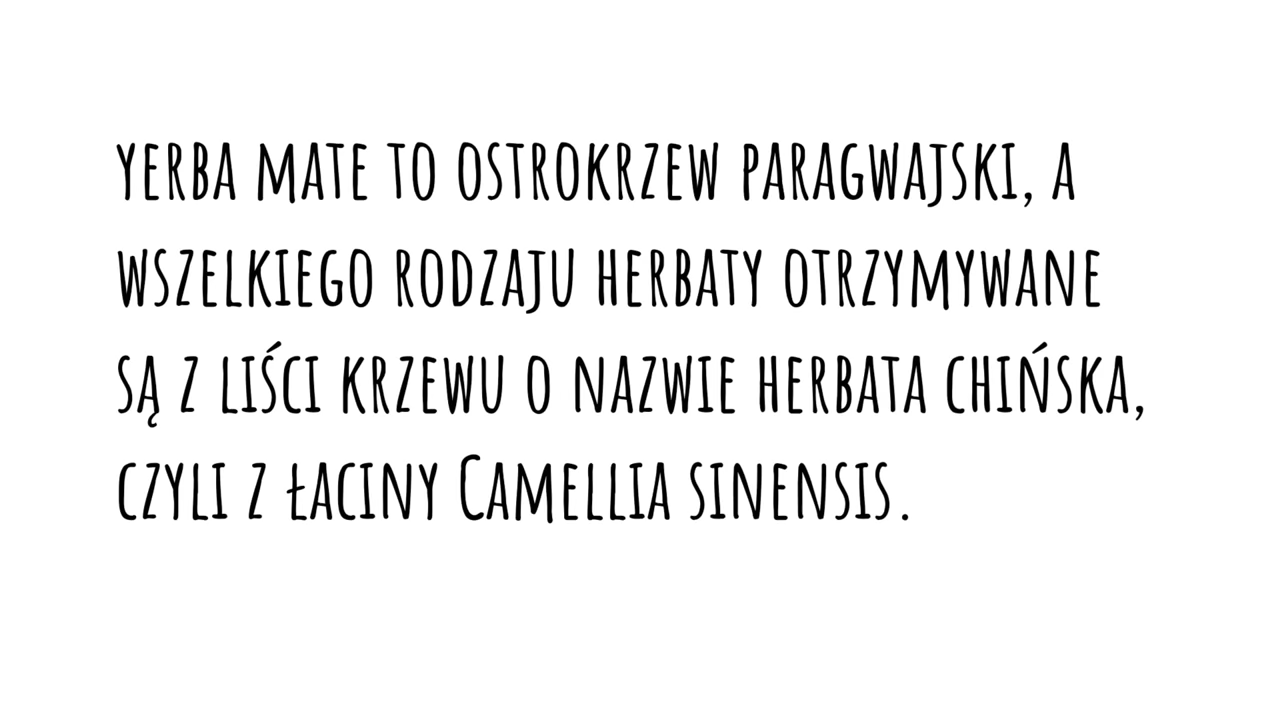 yerba mate to ostrokrzew paragwajski, a
wszelkiego rodzaju herbaty otrzymywane
są z liści krzewu o nazwie herbata chińska,
czyli z łaciny Camellia sinensis.